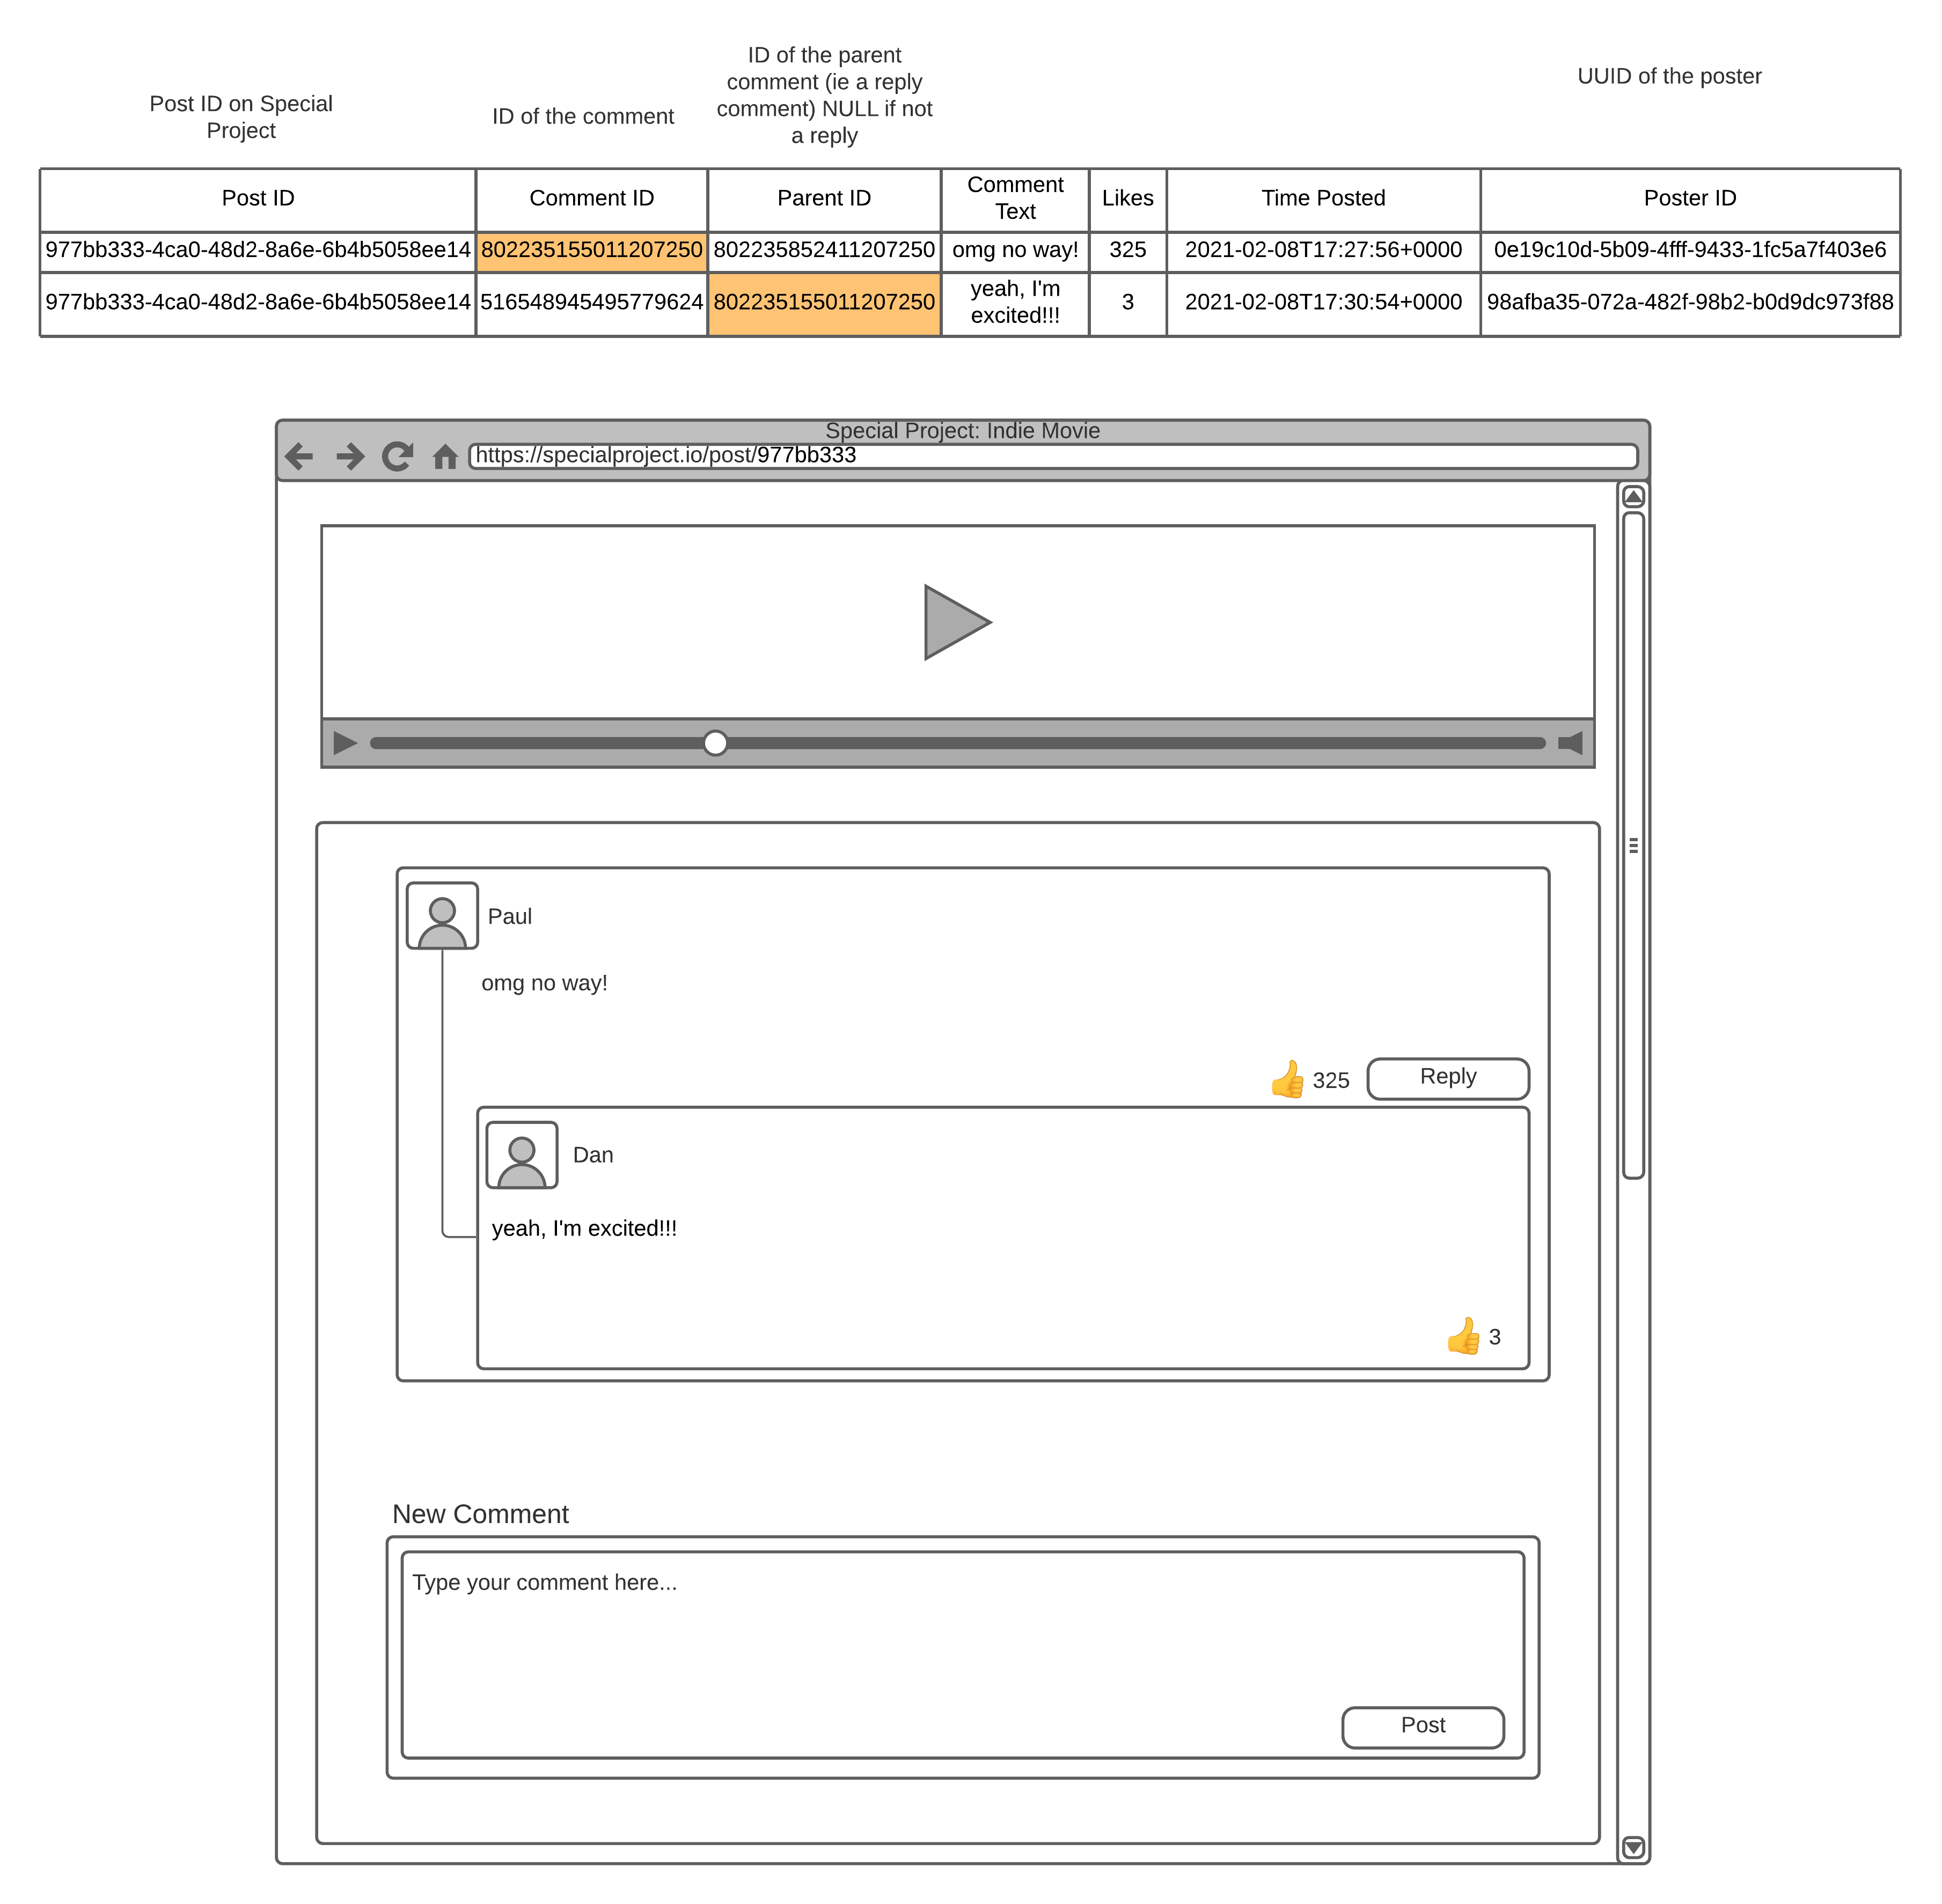 ID of the parent
comment (ie a reply
comment) NULL if not
a reply
UUID of the poster
Post ID on Special
Project
ID of the comment
Post ID
Comment ID
Parent ID
Comment
Text
Likes
Time Posted
Poster ID
977bb333-4ca0-48d2-8a6e-6b4b5058ee14
802235155011207250
802235852411207250
omg no way!
325
2021-02-08T17:27:56+0000
0e19c10d-5b09-4fff-9433-1fc5a7f403e6
977bb333-4ca0-48d2-8a6e-6b4b5058ee14
516548945495779624
802235155011207250
yeah, I'm
excited!!!
3
2021-02-08T17:30:54+0000
98afba35-072a-482f-98b2-b0d9dc973f88
Special Project: Indie Movie
https://specialproject.io/post/977bb333
Paul
omg no way!
325
Reply
Dan
yeah, I'm excited!!!
3
New Comment
Type your comment here...
Post